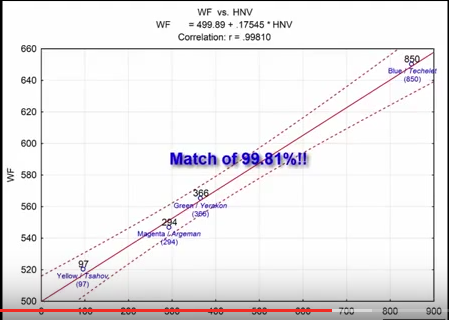 WF vs. HNV
WF = 499.89 + .17545 * HNV
Correlation: r = .99810
660
640
620
600
580
560
540
520
500
WF
850
Blue / Techelet
(850)
Match of 99.81%!!
366
Green / Yerakon
(366)
294
Magenta / Argeman
(294)
97
Yellow / Tsahov
(97)
0 100 200 300 400 500 600 700 800 900